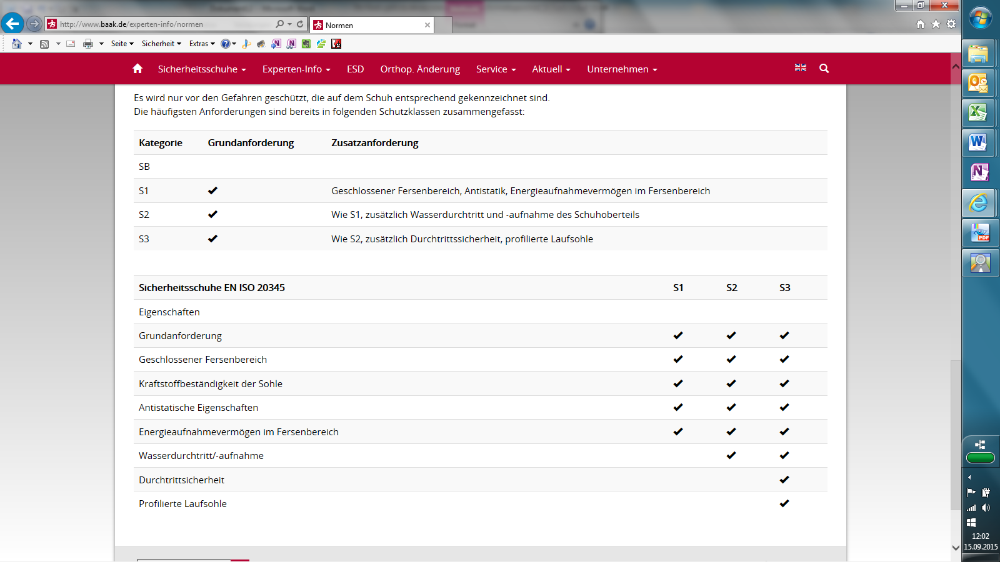 http://www.baak.de/experten-info/normen
Normen
Seite
Sicherheit
Extras
Sicherheitsschuhe
Experten-Info
ESD
Orthop. Änderung
Service
Aktuell
Unternehmen
Es wird nur vor den Gefahren geschützt, die auf dem Schuh entsprechend gekennzeichnet sind.
Die häufigsten Anforderungen sind bereits in folgenden Schutzklassen zusammengefasst:
Kategorie Grundanforderung Zusatzanforderung
SB
S1 ✔ Geschlossener Fersenbereich, Antistatik, Energieaufnahmevermögen im Fersenbereich
S2 ✔ Wie S1, zusätzlich Wasserdurchtritt und -aufnahme des Schuhoberteils
S3 ✔ Wie S2, zusätzlich Durchtrittssicherheit, profilierte Laufsohle
Sicherheitsschuhe EN ISO 20345 S1 S2 S3
Eigenschaften
Grundanforderung ✔ ✔ ✔
Geschlossener Fersenbereich ✔ ✔ ✔
Kraftstoffbeständigkeit der Sohle ✔ ✔ ✔
Antistatische Eigenschaften ✔ ✔ ✔
Energieaufnahmevermögen im Fersenbereich ✔ ✔ ✔
Wasserdurchtritt/-aufnahme ✔ ✔
Durchtrittsicherheit ✔
Profilierte Laufsohle ✔
PDF
12:02
15.09.2015